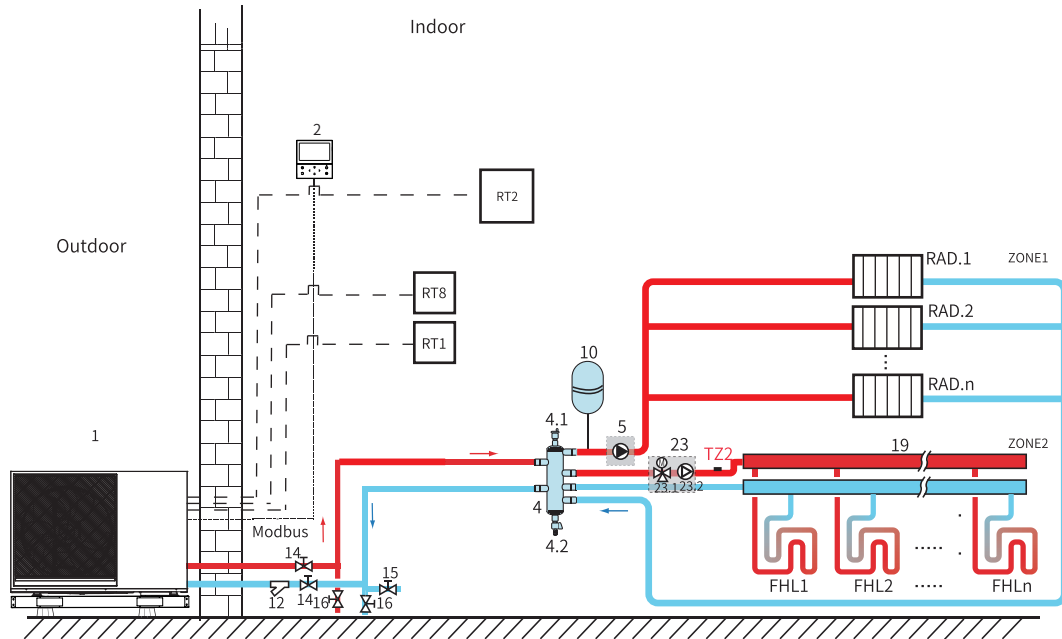 Indoor
2
RT2
Outdoor
RAD.1
ZONE1
RT8
RAD.2
RT1
10
RAD.n
4.1
5
1
23
TZ2
19
ZONE2
23.1
23.2
4
Modbus
4.2
14
15
12
14
16
16
FHL1
FHL2
FHLn